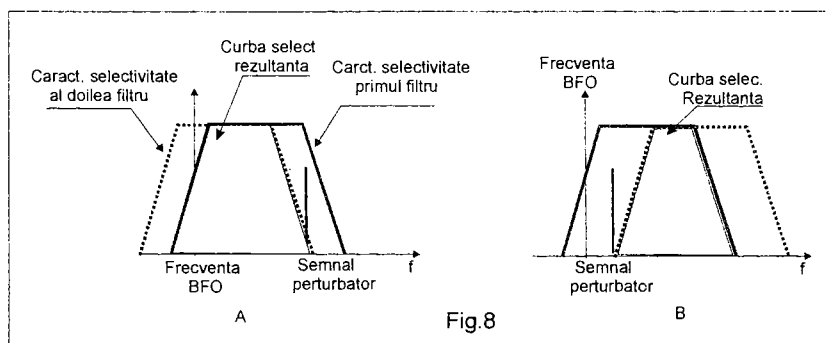 Curba select
rezultanta
Caract. selectivitate
al doilea filtru
Carct. selectivitate
primul filtru
Frecventa
BFO
Semnal
perturbator
f
A
Frecventa
BFO
Curba selec.
Rezultanta
Semnal
perturbator
f
B
Fig.8